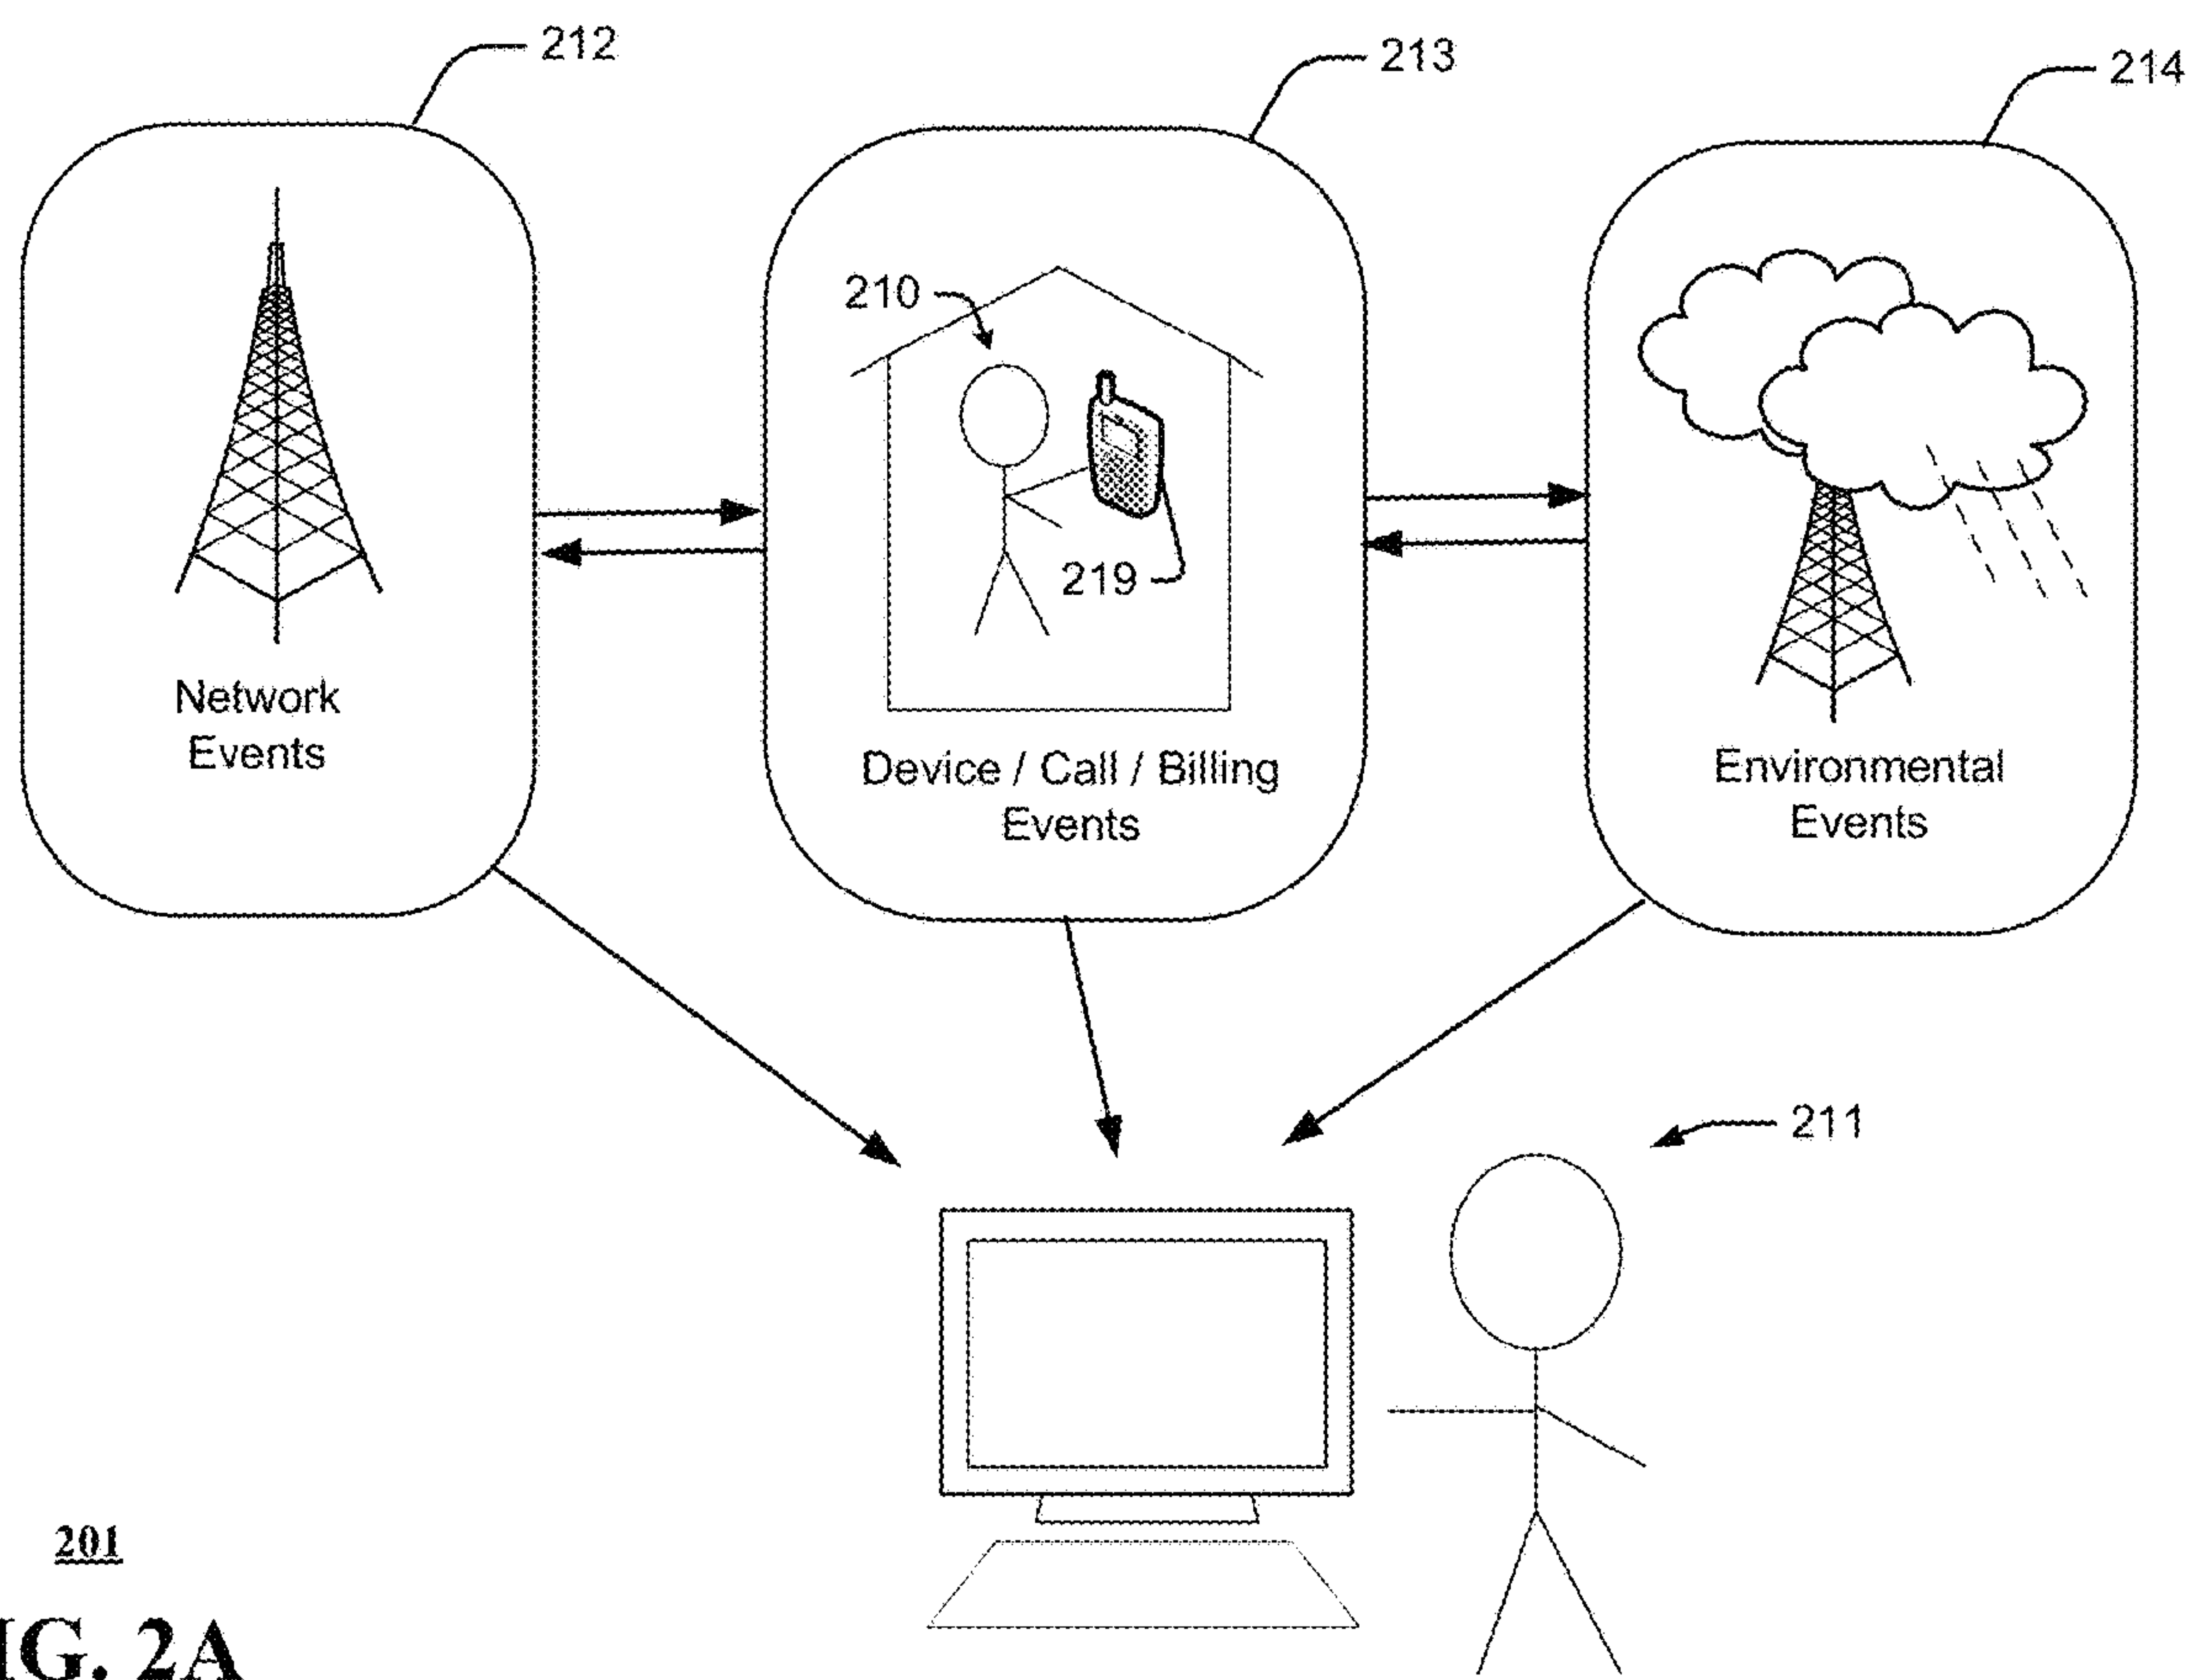 212
213
214
210
219
Network
Events
Device / Call / Billing
Events
Environmental
Events
211
201
IG. 2A